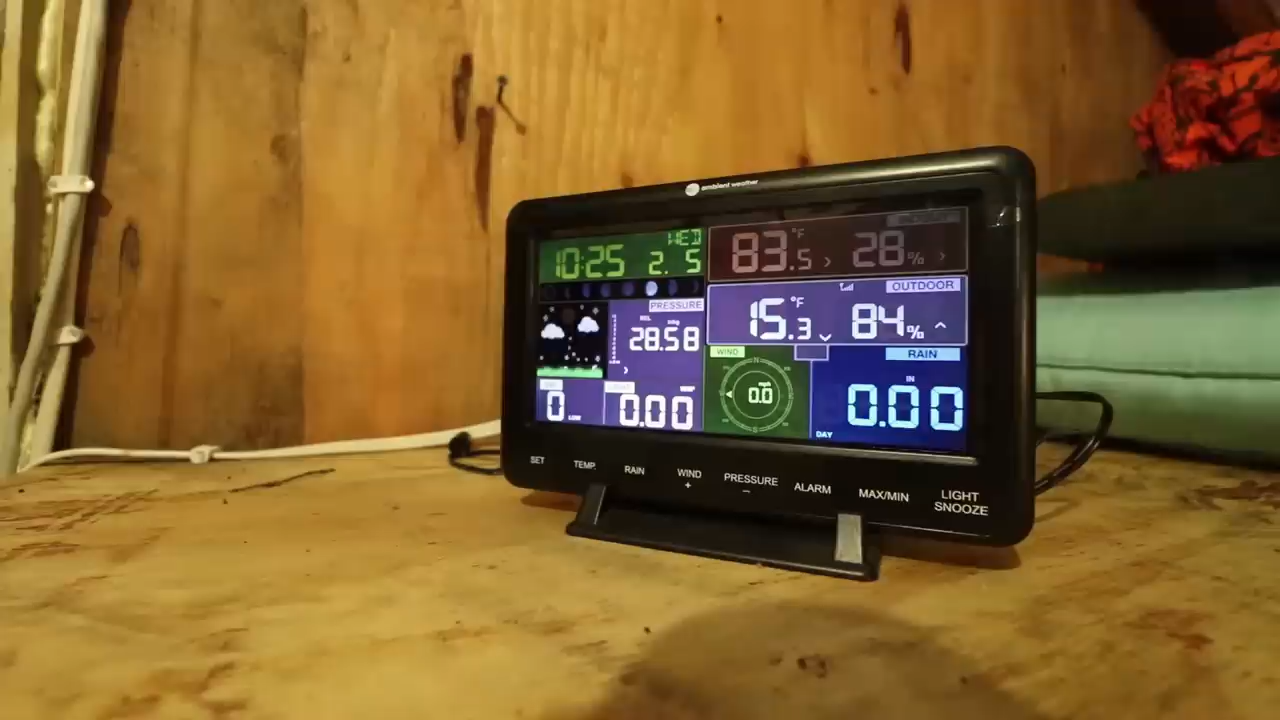 ambient weather
WED
10:25 2. 5
83.5 °F 28%
PRESSURE
REL
28.58
OUTDOOR
15.3 °F 84%
WIND
0.0
RAIN
IN
0.00
DAY
0 LOW
0.00
SET TEMP. RAIN WIND PRESSURE ALARM MAX/MIN LIGHT
+ − SNOOZE